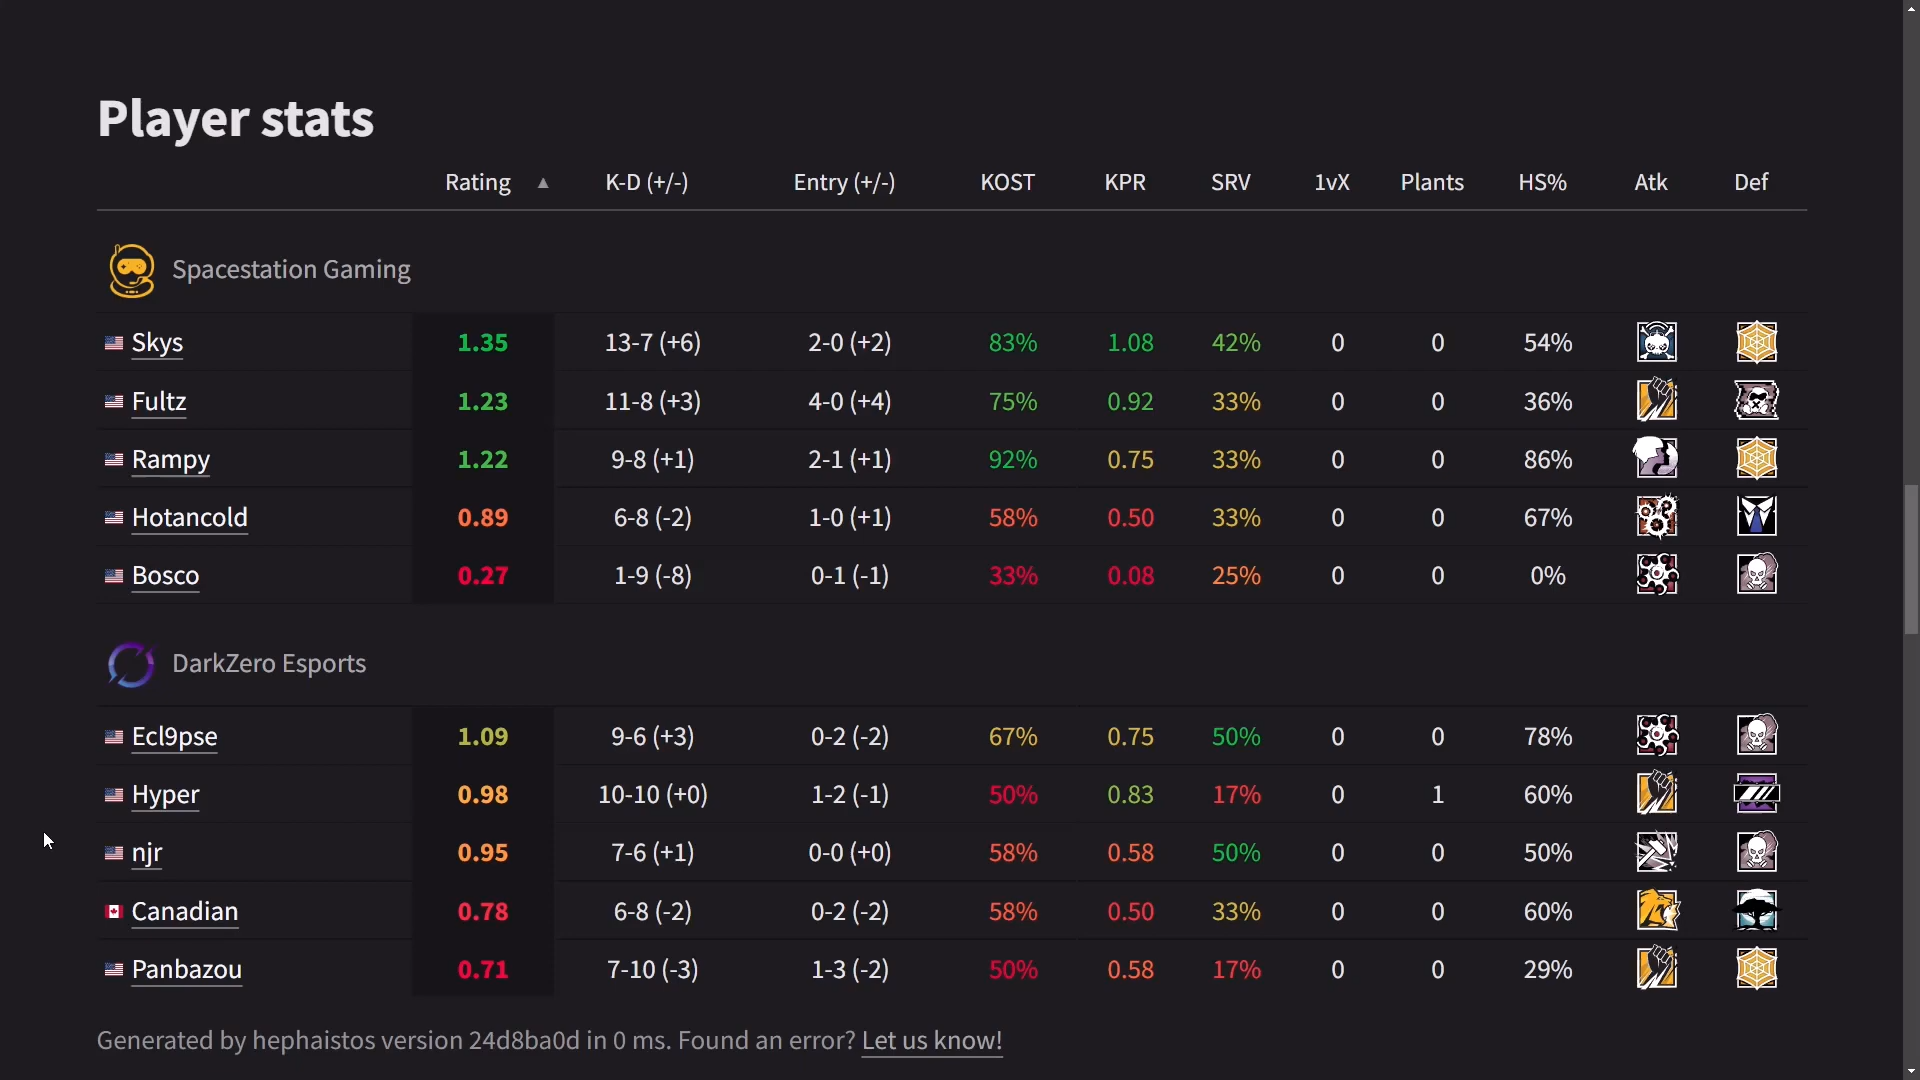 Player stats
Rating ▲ K-D (+/-) Entry (+/-) KOST KPR SRV 1vX Plants HS% Atk Def
Spacestation Gaming
Skys 1.35 13-7 (+6) 2-0 (+2) 83% 1.08 42% 0 0 54%
Fultz 1.23 11-8 (+3) 4-0 (+4) 75% 0.92 33% 0 0 36%
Rampy 1.22 9-8 (+1) 2-1 (+1) 92% 0.75 33% 0 0 86%
Hotancold 0.89 6-8 (-2) 1-0 (+1) 58% 0.50 33% 0 0 67%
Bosco 0.27 1-9 (-8) 0-1 (-1) 33% 0.08 25% 0 0 0%
DarkZero Esports
Ecl9pse 1.09 9-6 (+3) 0-2 (-2) 67% 0.75 50% 0 0 78%
Hyper 0.98 10-10 (+0) 1-2 (-1) 50% 0.83 17% 0 1 60%
njr 0.95 7-6 (+1) 0-0 (+0) 58% 0.58 50% 0 0 50%
Canadian 0.78 6-8 (-2) 0-2 (-2) 58% 0.50 33% 0 0 60%
Panbazou 0.71 7-10 (-3) 1-3 (-2) 50% 0.58 17% 0 0 29%
Generated by hephaistos version 24d8ba0d in 0 ms. Found an error? Let us know!